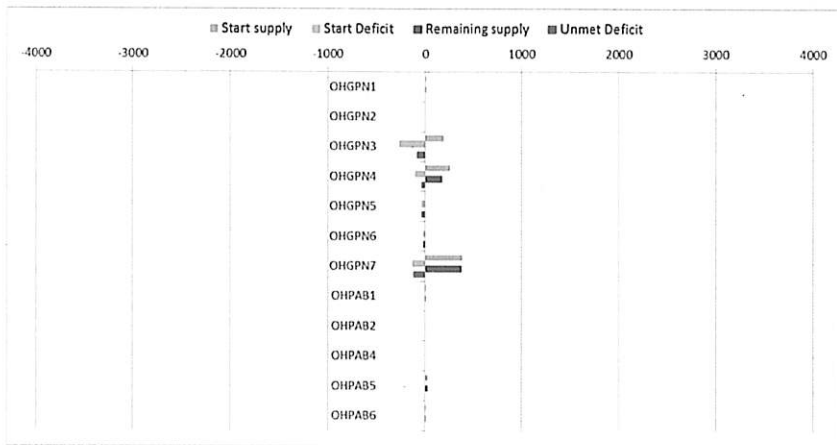 Start supply Start Deficit Remaining supply Unmet Deficit
-4000 -3000 -2000 -1000 0 1000 2000 3000 4000
OHGPN1
OHGPN2
OHGPN3
OHGPN4
OHGPN5
OHGPN6
OHGPN7
OHPAB1
OHPAB2
OHPAB4
OHPAB5
OHPAB6